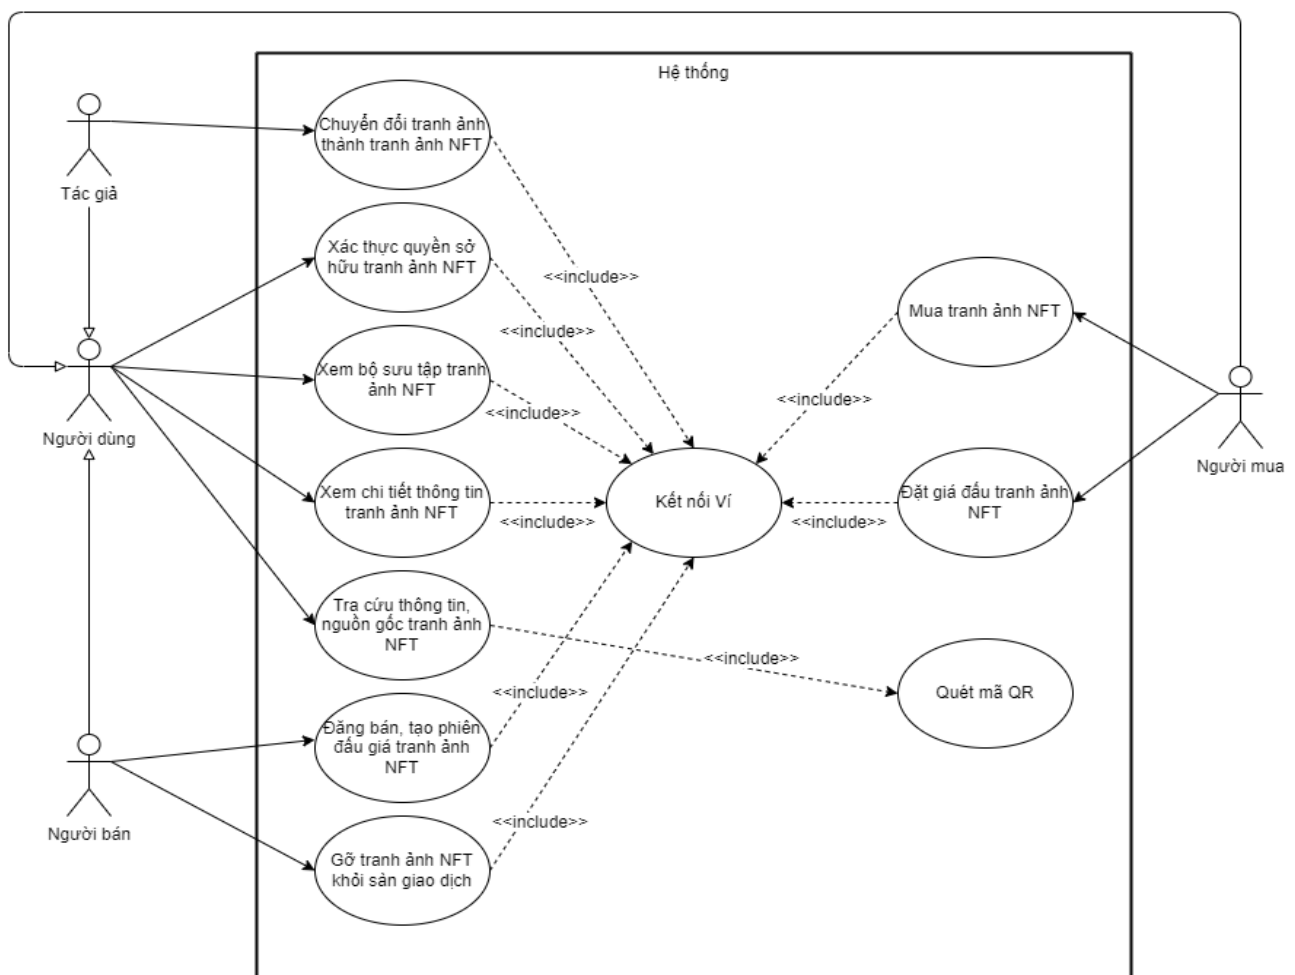 Hệ thống
Chuyển đổi tranh ảnh
thành tranh ảnh NFT
Tác giả
Xác thực quyền sở
hữu tranh ảnh NFT
<<include>>
Mua tranh ảnh NFT
<<include>>
Xem bộ sưu tập tranh
ảnh NFT
<<include>>
<<include>>
Người dùng
Người mua
Xem chi tiết thông tin
tranh ảnh NFT
<<include>>
Kết nối Ví
Đặt giá đấu tranh ảnh
NFT
<<include>>
Tra cứu thông tin,
nguồn gốc tranh ảnh
NFT
<<include>>
Quét mã QR
<<include>>
Đăng bán, tạo phiên
đấu giá tranh ảnh
NFT
<<include>>
Người bán
Gỡ tranh ảnh NFT
khỏi sàn giao dịch